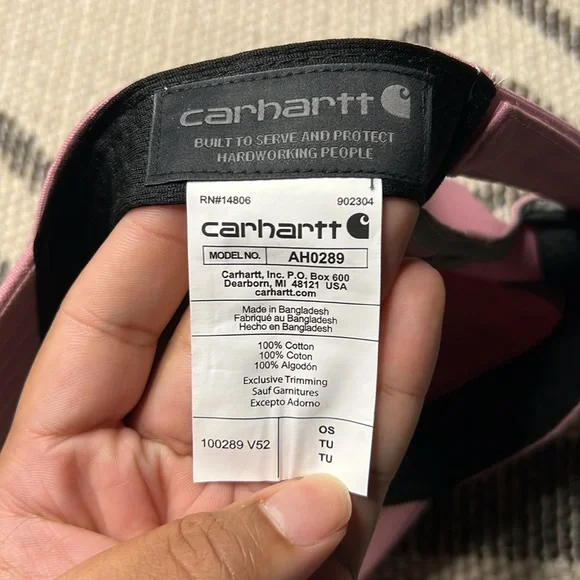 carhartt
BUILT TO SERVE AND PROTECT
HARDWORKING PEOPLE
RN#14806 902304
carhartt
MODEL NO. AH0289
Carhartt, Inc. P.O. Box 600
Dearborn, MI 48121 USA
carhartt.com
Made in Bangladesh
Fabriqué au Bangladesh
Hecho en Bangladesh
100% Cotton
100% Coton
100% Algodón
Exclusive Trimming
Sauf Garnitures
Excepto Adorno
100289 V52
OS
TU
TU